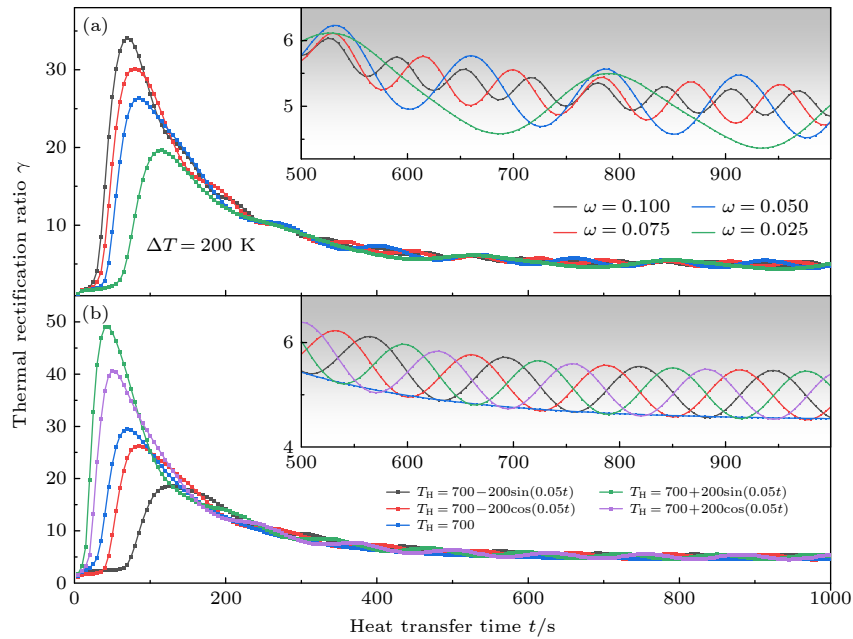 (a)
30
20
10
6
5
500 600 700 800 900
ω = 0.100 ω = 0.050
ω = 0.075 ω = 0.025
ΔT = 200 K
Thermal rectification ratio γ
(b)
50
40
30
20
10
0
6
4
500 600 700 800 900
T_H = 700−200sin(0.05t) T_H = 700+200sin(0.05t)
T_H = 700−200cos(0.05t) T_H = 700+200cos(0.05t)
T_H = 700
0 200 400 600 800 1000
Heat transfer time t/s